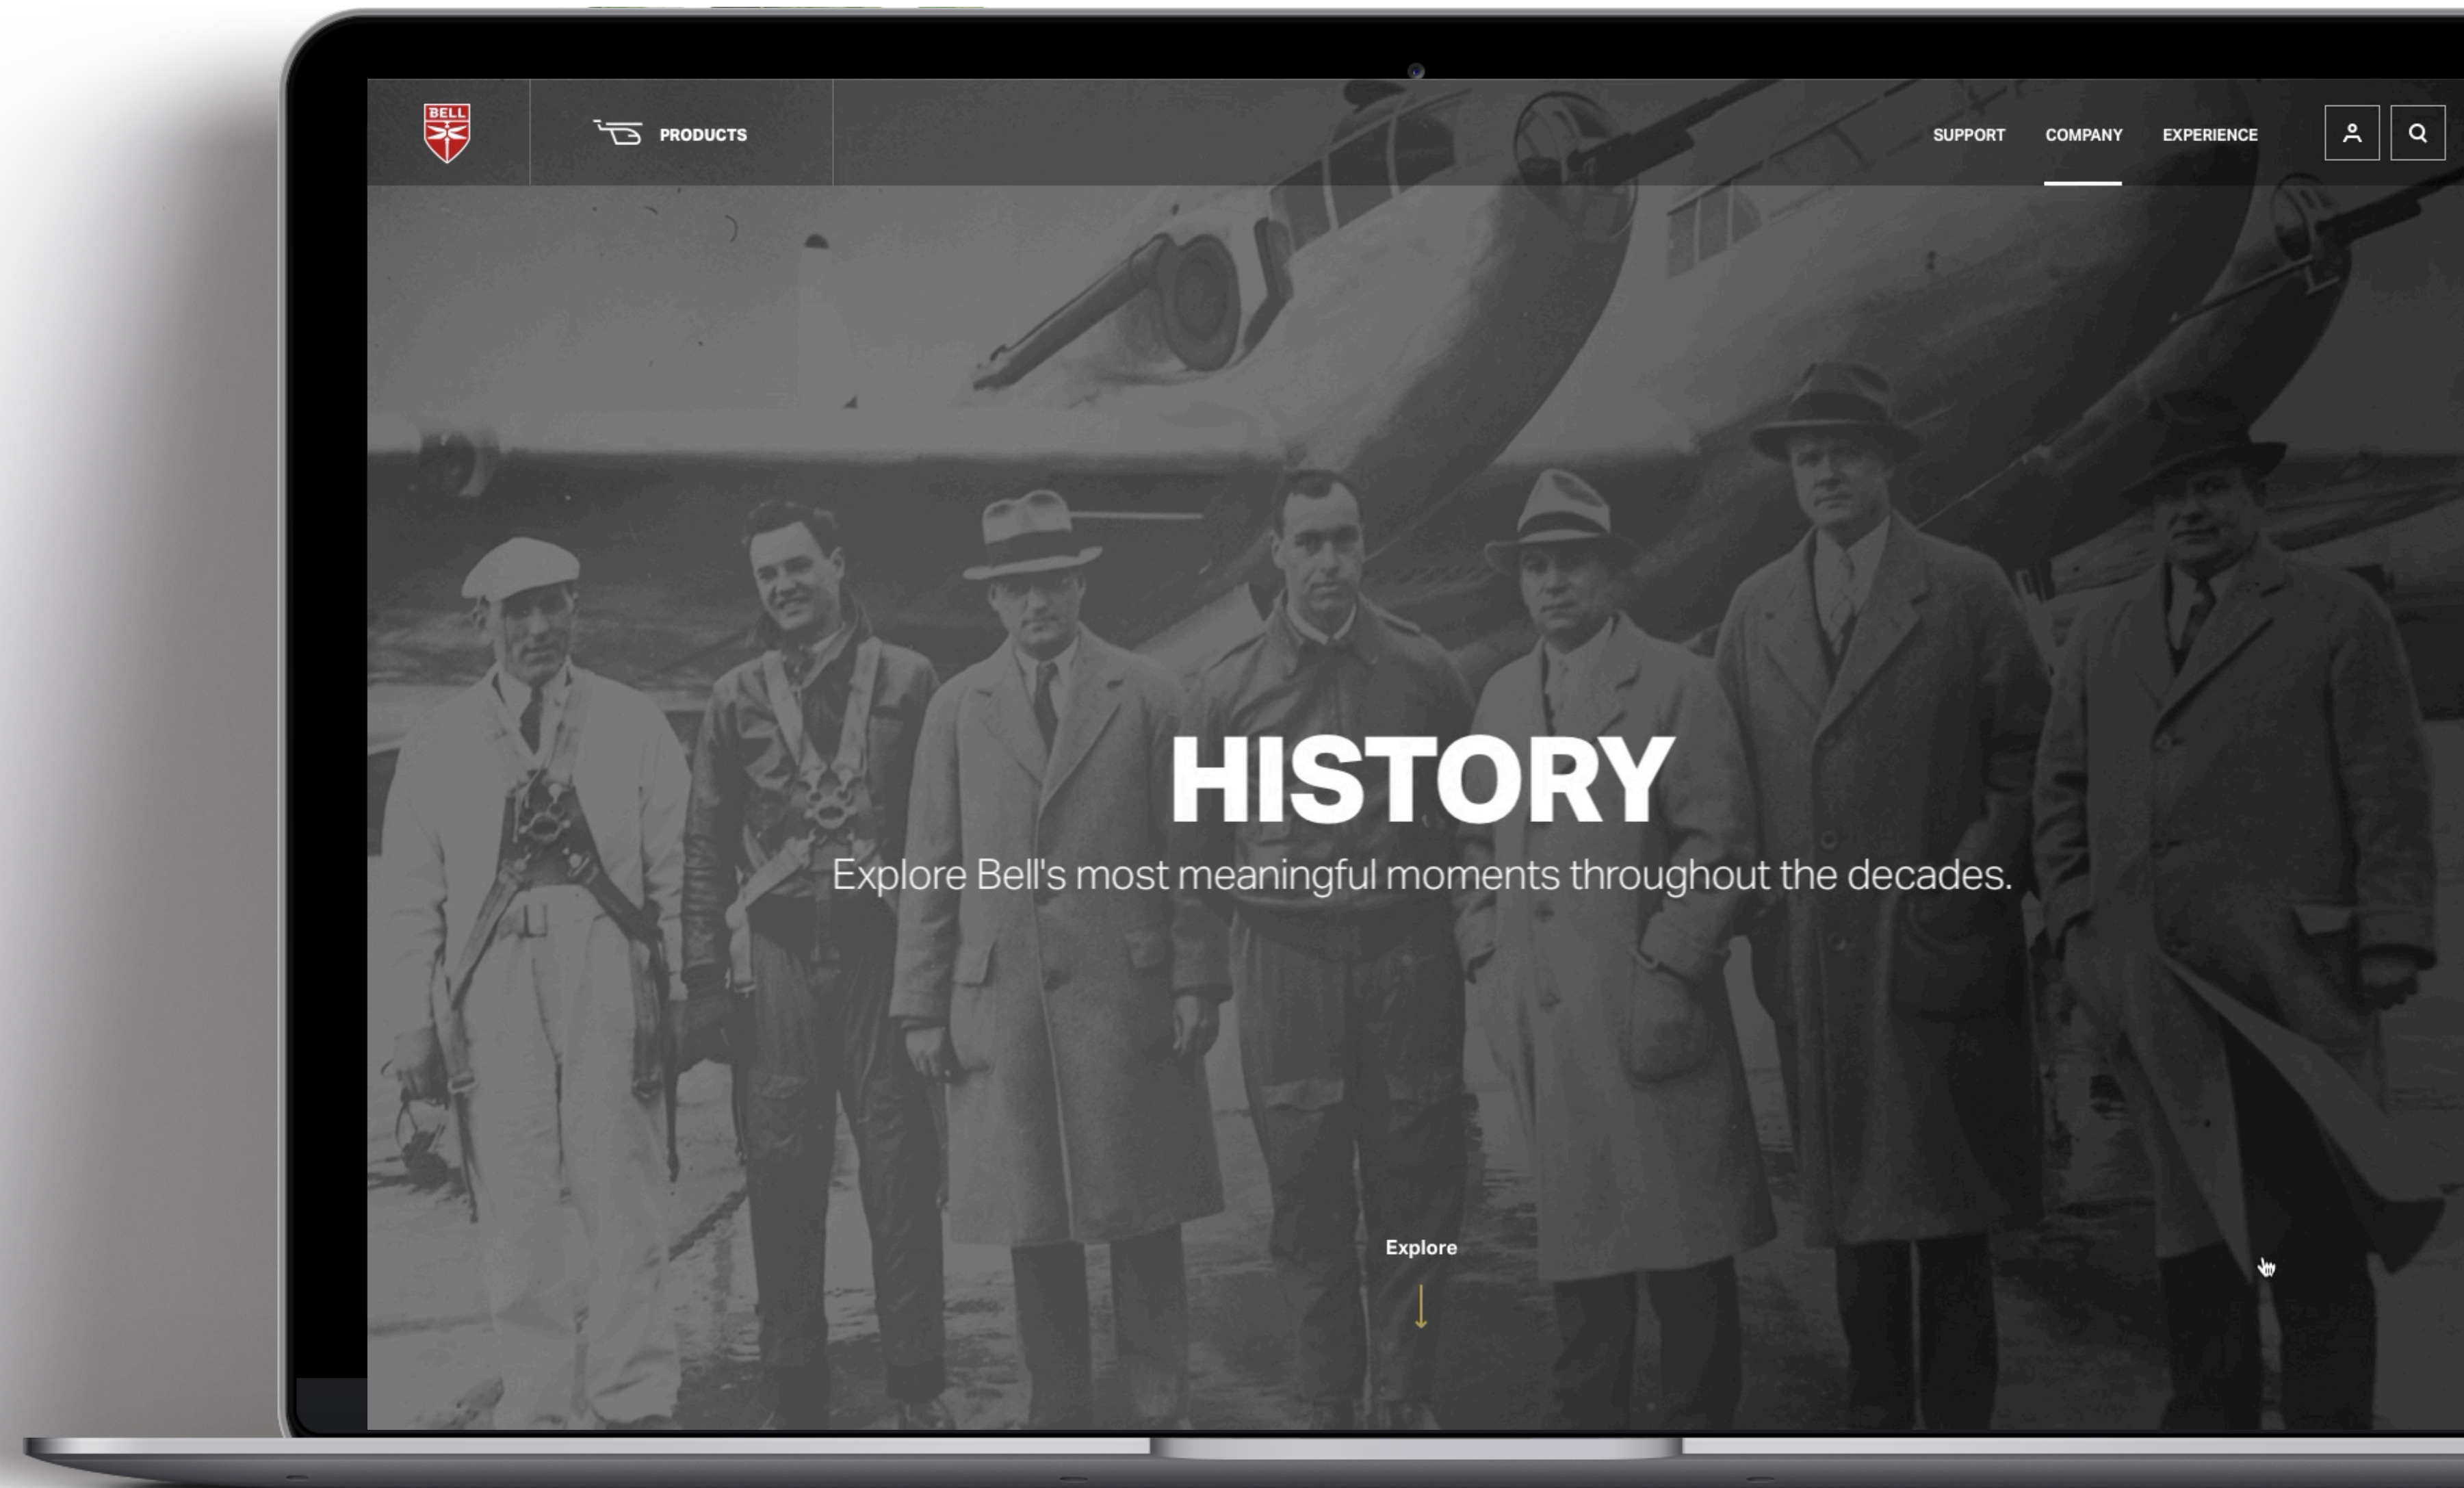 BELL
PRODUCTS
SUPPORT
COMPANY
EXPERIENCE
HISTORY
Explore Bell's most meaningful moments throughout the decades.
Explore